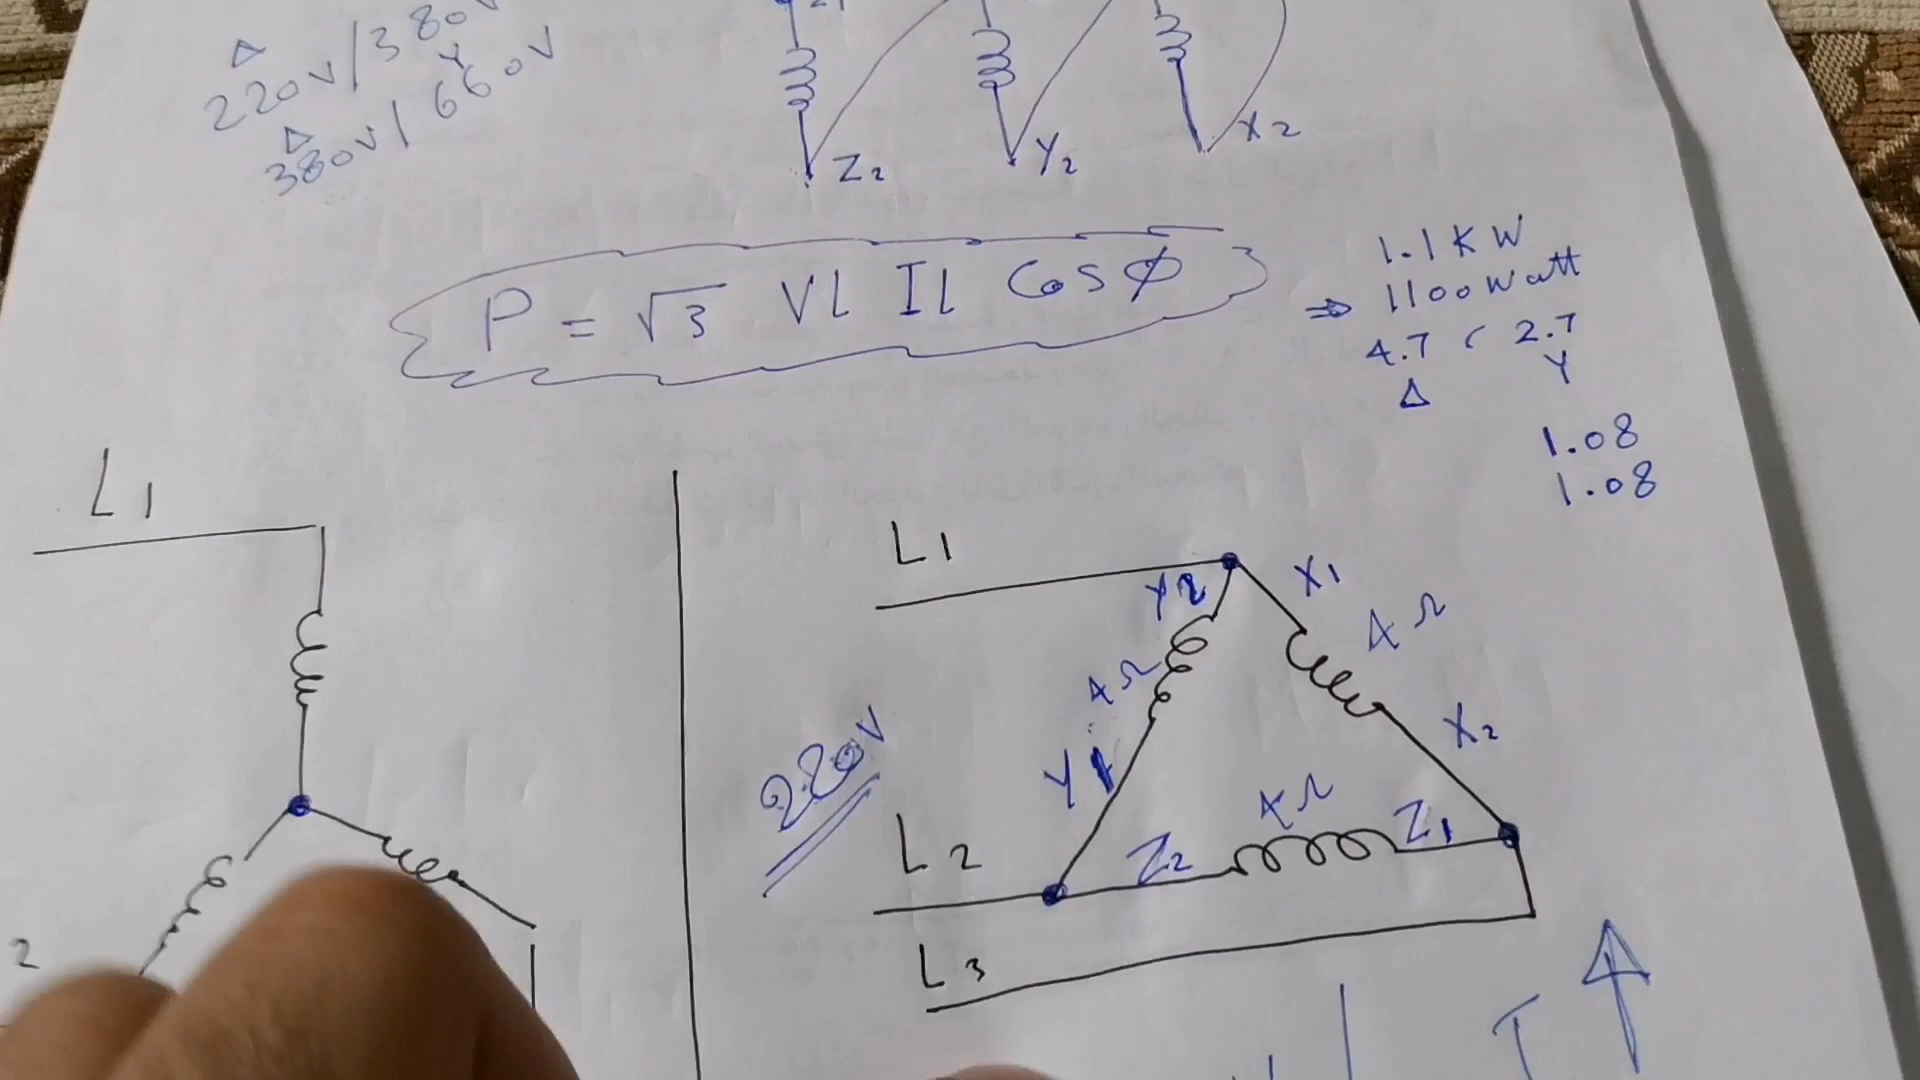 Δ
220V/380V
Y
Δ
380V/660V
Z2
Y2
X2
P = √3 VL IL Cosφ
1.1 KW
⇒ 1100 watt
4.7 ( 2.7
Δ Y
1.08
1.08
L1
2
L1
Y2
X1
4Ω
4Ω
X2
Y1
220V
4Ω
Z1
L2
Z2
L3